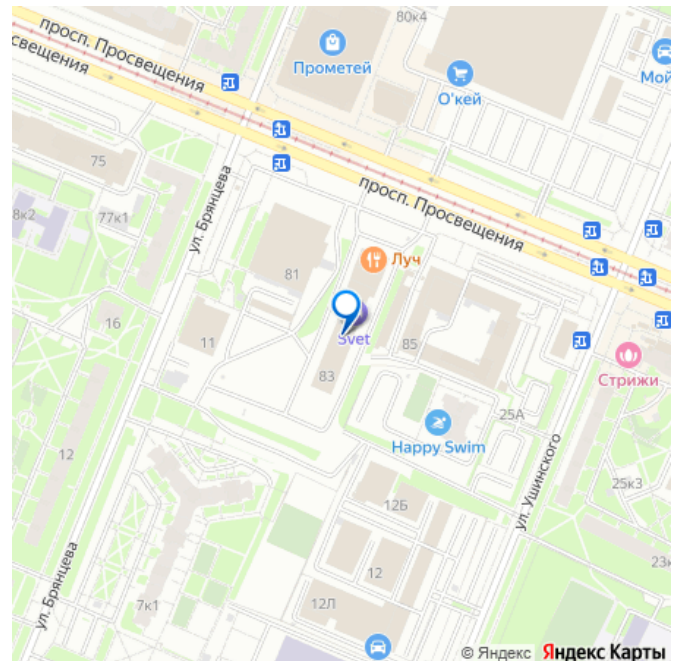 80к4
просп. Просвещения
свещения
Прометей
О'кей
Мой
75
ул. Брянцева
просп. Просвещения
8к2
77к1
Луч
81
16
11
Svet
85
83
Стрижи
25А
Happy Swim
12
ул. Ушинского
25к3
12Б
ул. Брянцева
12
23к
7к1
12Л
© Яндекс Яндекс Карты